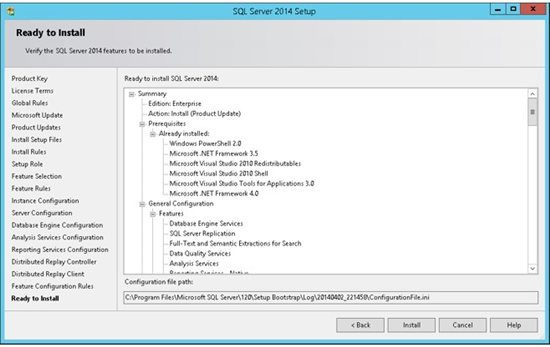 SQL Server 2014 Setup
Ready to Install
Verify the SQL Server 2014 features to be installed.
Product Key
License Terms
Global Rules
Microsoft Update
Product Updates
Install Setup Files
Install Rules
Setup Role
Feature Selection
Feature Rules
Instance Configuration
Server Configuration
Database Engine Configuration
Analysis Services Configuration
Reporting Services Configuration
Distributed Replay Controller
Distributed Replay Client
Feature Configuration Rules
Ready to Install
Ready to install SQL Server 2014:
Summary
Edition: Enterprise
Action: Install (Product Update)
Prerequisites
Already installed:
Windows PowerShell 2.0
Microsoft .NET Framework 3.5
Microsoft Visual Studio 2010 Redistributables
Microsoft Visual Studio 2010 Shell
Microsoft Visual Studio Tools for Applications 3.0
Microsoft .NET Framework 4.0
General Configuration
Features
Database Engine Services
SQL Server Replication
Full-Text and Semantic Extractions for Search
Data Quality Services
Analysis Services
Reporting Services - Native
Configuration file path:
C:\Program Files\Microsoft SQL Server\120\Setup Bootstrap\Log\20140402_221458\ConfigurationFile.ini
< Back
Install
Cancel
Help